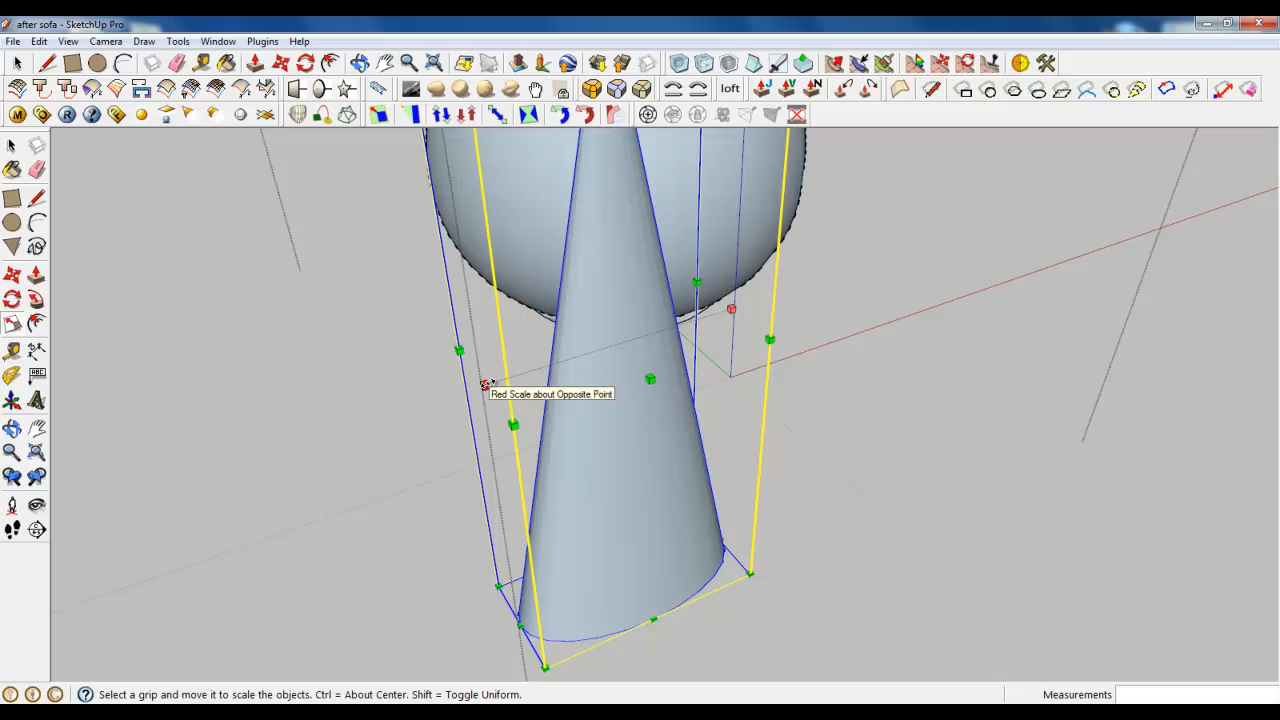 after sofa - SketchUp Pro
File Edit View Camera Draw Tools Window Plugins Help
loft
ABC
Red Scale about Opposite Point
Select a grip and move it to scale the objects. Ctrl = About Center. Shift = Toggle Uniform.
Measurements